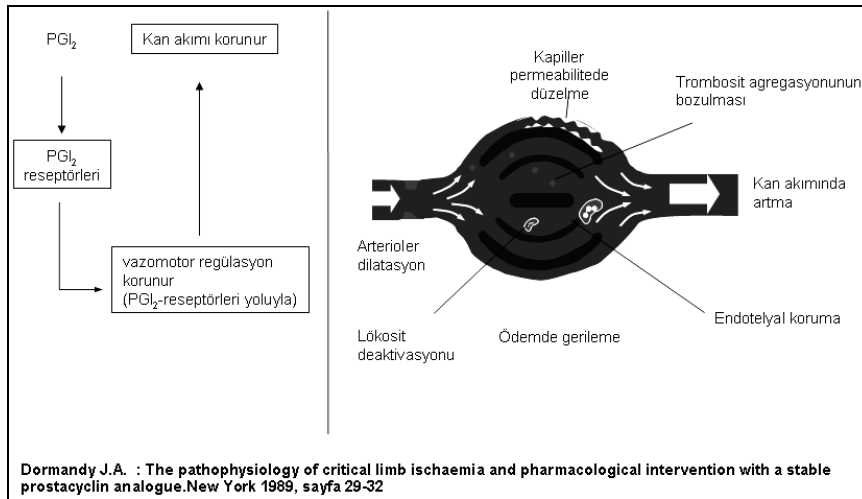 PGI₂
Kan akımı korunur
PGI₂
reseptörleri
vazomotor regülasyon
korunur
(PGI₂-reseptörleri yoluyla)
Kapiller
permeabilitede
düzelme
Trombosit agregasyonunun
bozulması
Kan akımında
artma
Arterioler
dilatasyon
Endotelyal koruma
Lökosit
deaktivasyonu
Ödemde gerileme
Dormandy J.A. : The pathophysiology of critical limb ischaemia and pharmacological intervention with a stable
prostacyclin analogue.New York 1989, sayfa 29-32